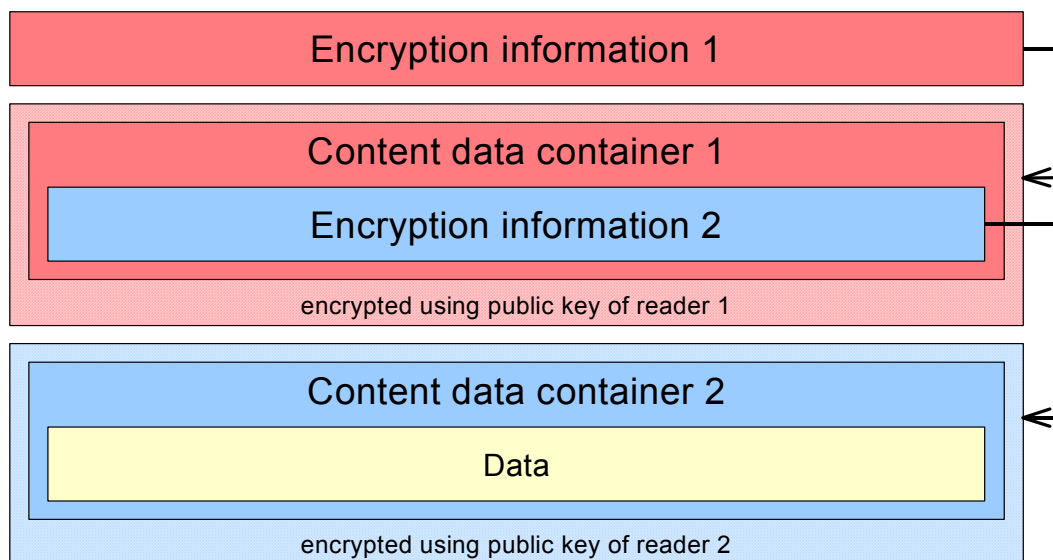 Encryption information 1
Content data container 1
Encryption information 2
encrypted using public key of reader 1
Content data container 2
Data
encrypted using public key of reader 2